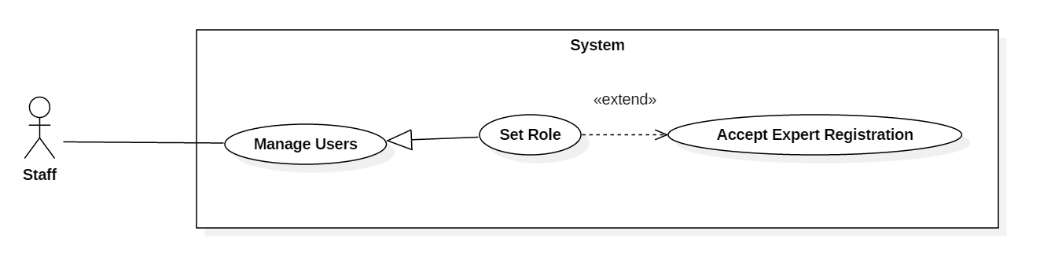 System
«extend»
Manage Users
Set Role
Accept Expert Registration
Staff